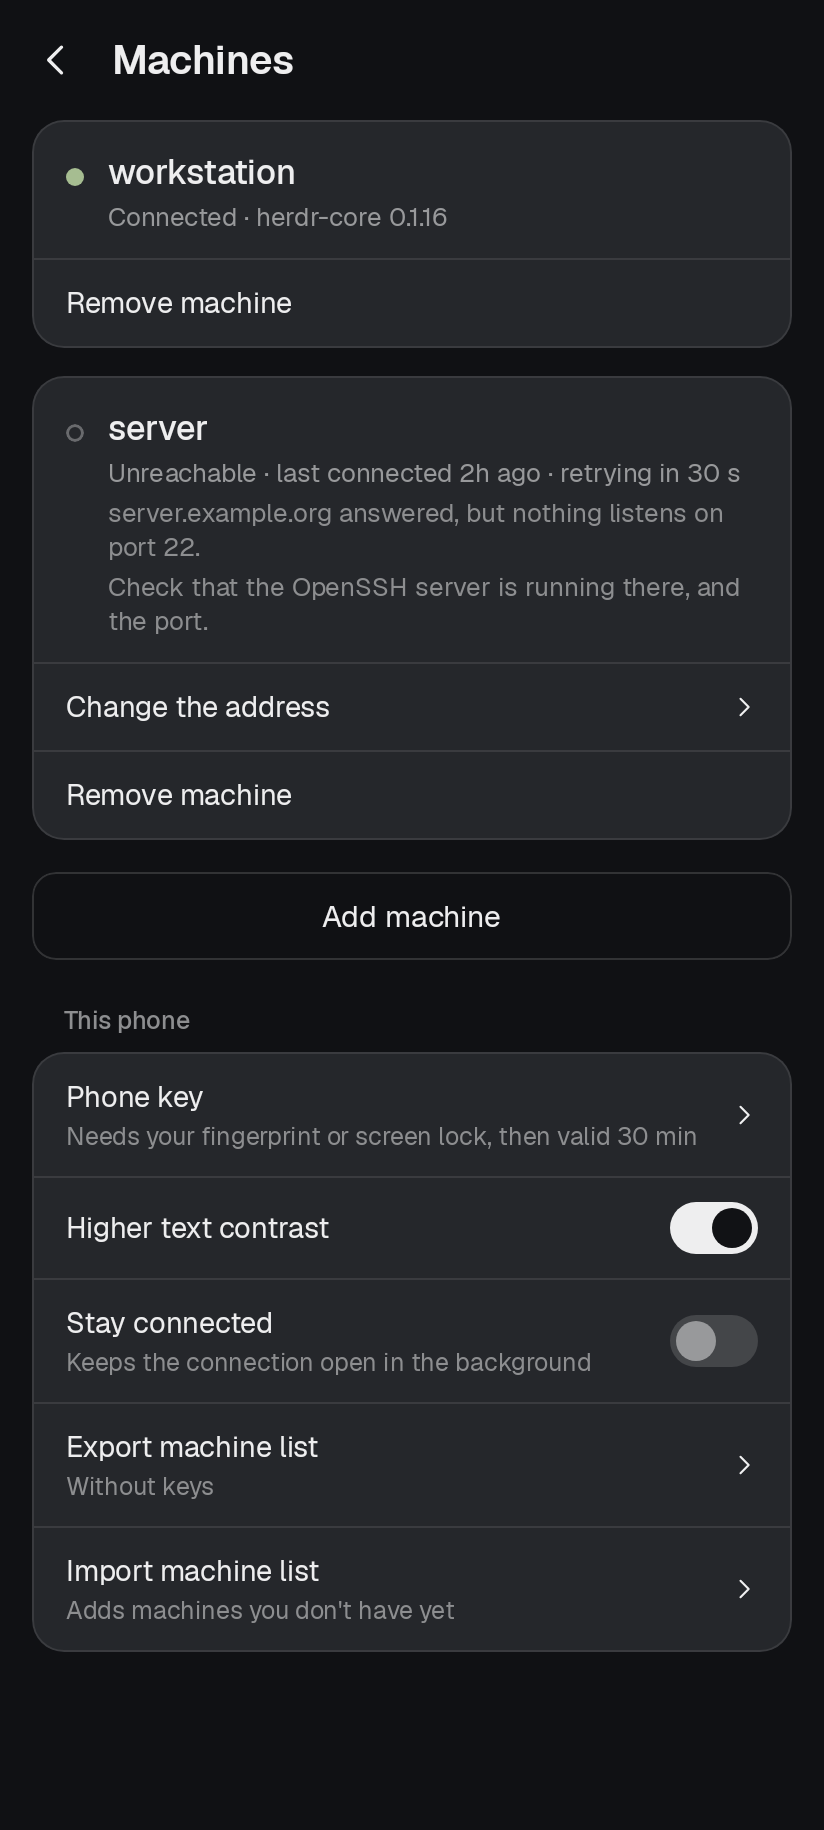 Machines
workstation
Connected · herdr-core 0.1.16
Remove machine
server
Unreachable · last connected 2h ago · retrying in 30 s
server.example.org answered, but nothing listens on
port 22.
Check that the OpenSSH server is running there, and
the port.
Change the address
Remove machine
Add machine
This phone
Phone key
Needs your fingerprint or screen lock, then valid 30 min
Higher text contrast
Stay connected
Keeps the connection open in the background
Export machine list
Without keys
Import machine list
Adds machines you don't have yet